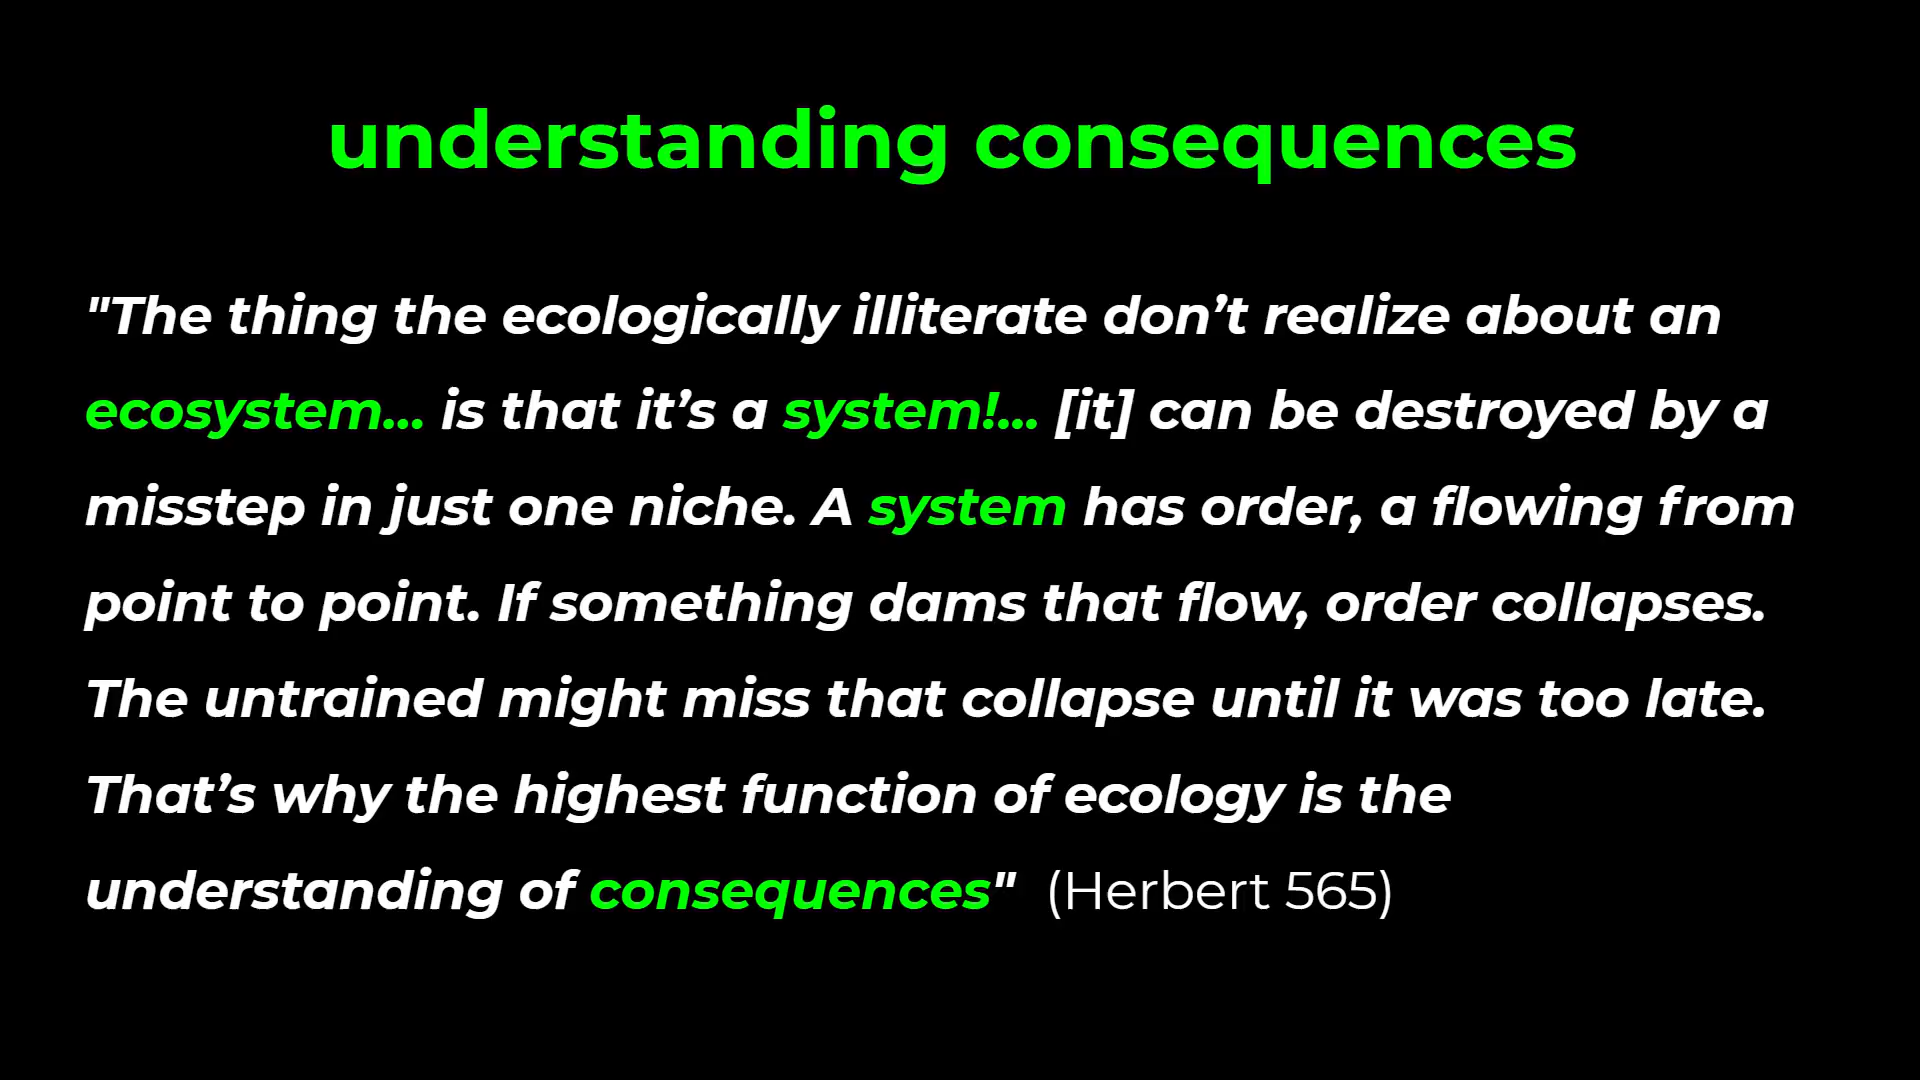 understanding consequences
"The thing the ecologically illiterate don’t realize about an
ecosystem... is that it’s a system!... [it] can be destroyed by a
misstep in just one niche. A system has order, a flowing from
point to point. If something dams that flow, order collapses.
The untrained might miss that collapse until it was too late.
That’s why the highest function of ecology is the
understanding of consequences" (Herbert 565)